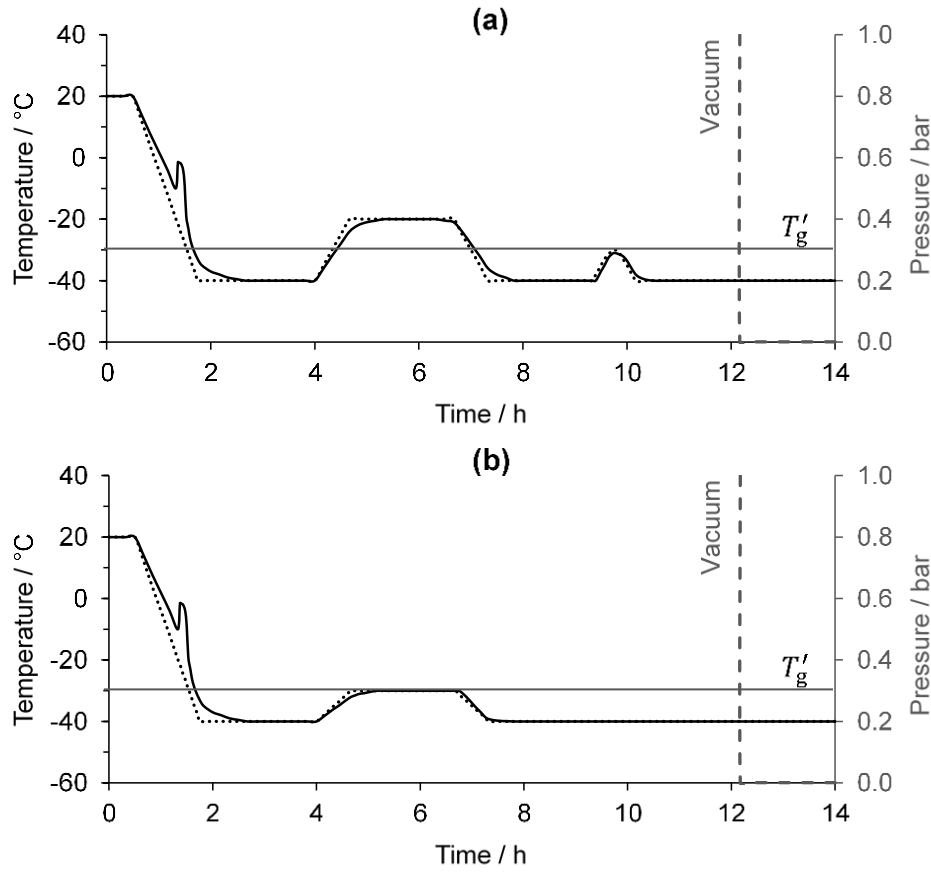 (a)
Temperature / °C
40
20
0
-20
-40
-60
Vacuum
T′g
1.0
0.8
0.6
0.4
0.2
0.0
Pressure / bar
0 2 4 6 8 10 12 14
Time / h
(b)
Temperature / °C
40
20
0
-20
-40
-60
Vacuum
T′g
1.0
0.8
0.6
0.4
0.2
0.0
Pressure / bar
0 2 4 6 8 10 12 14
Time / h